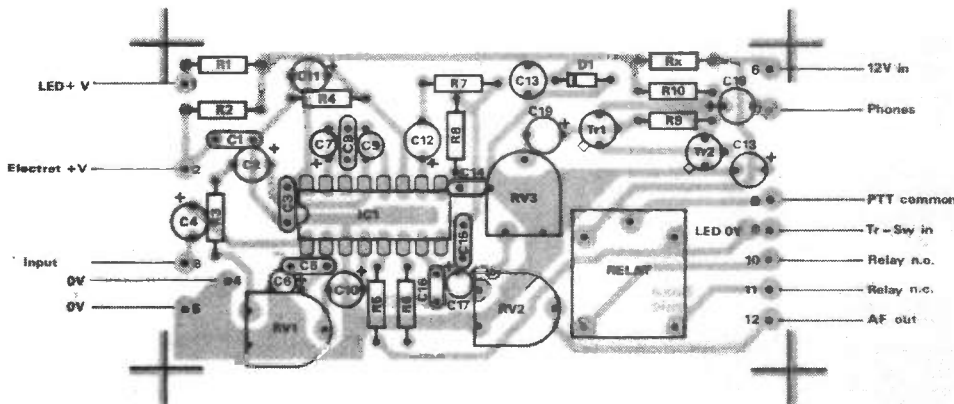 LED+ V
Electret +V
Input
0V
0V
1
2
3
4
5
R1
R2
C1
C2
C4
R3
C11
R4
C7
C8
C9
C3
IC1
C5
C6
RV1
C10
R5
R6
C12
R7
R8
C13
C14
C15
C16
C17
RV2
RV3
D1
C19
Tr1
Rx
R10
R9
Tr2
C13
RELAY
LED 0V
6
8
9
10
11
12
12V in
Phones
PTT common
Tr-Sw in
Relay n.o.
Relay n.c.
AF out